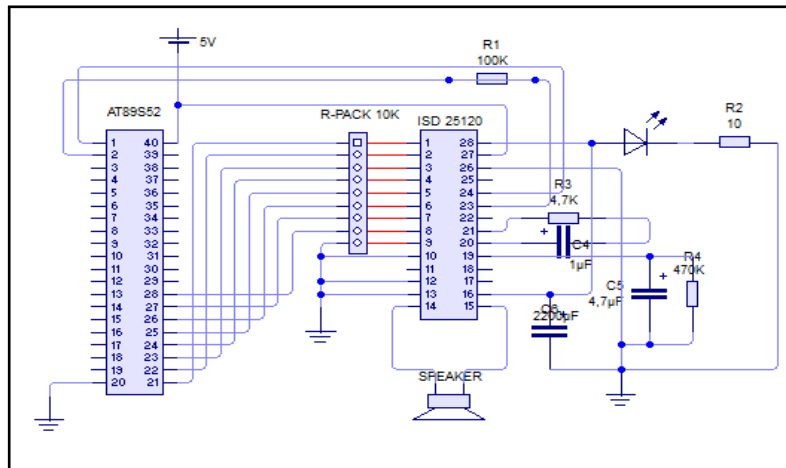 5V
R1
100K
R2
10
AT89S52
R-PACK 10K
ISD 25120
1 40
2 39
3 38
4 37
5 36
6 35
7 34
8 33
9 32
10 31
11 30
12 29
13 28
14 27
15 26
16 25
17 24
18 23
19 22
20 21
1 28
2 27
3 26
4 25
5 24
6 23
7 22
8 21
9 20
10 19
11 18
12 17
13 16
14 15
R3
4,7K
+
C4
1µF
R4
470K
+
C5
4,7µF
C6
2200pF
SPEAKER